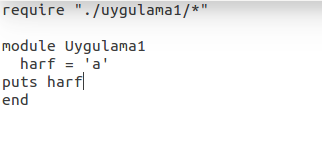 require "./uygulama1/*"
module Uygulama1
  harf = 'a'
puts harf
end